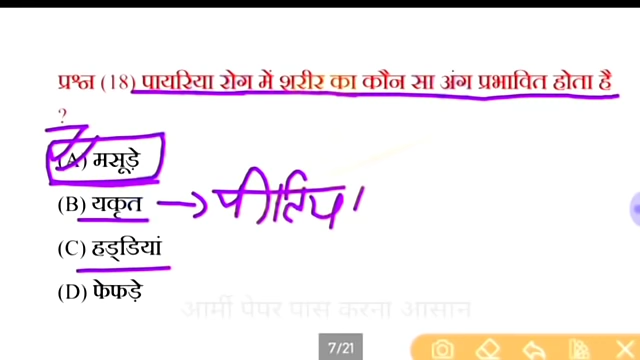 प्रश्न (18) पायरिया रोग में शरीर का कौन सा अंग प्रभावित होता है
?
(A) मसूड़े
(B) यकृत → पीलिया
(C) हड्डियां
(D) फेफड़े
आर्मी पेपर पास करना आसान
7/21